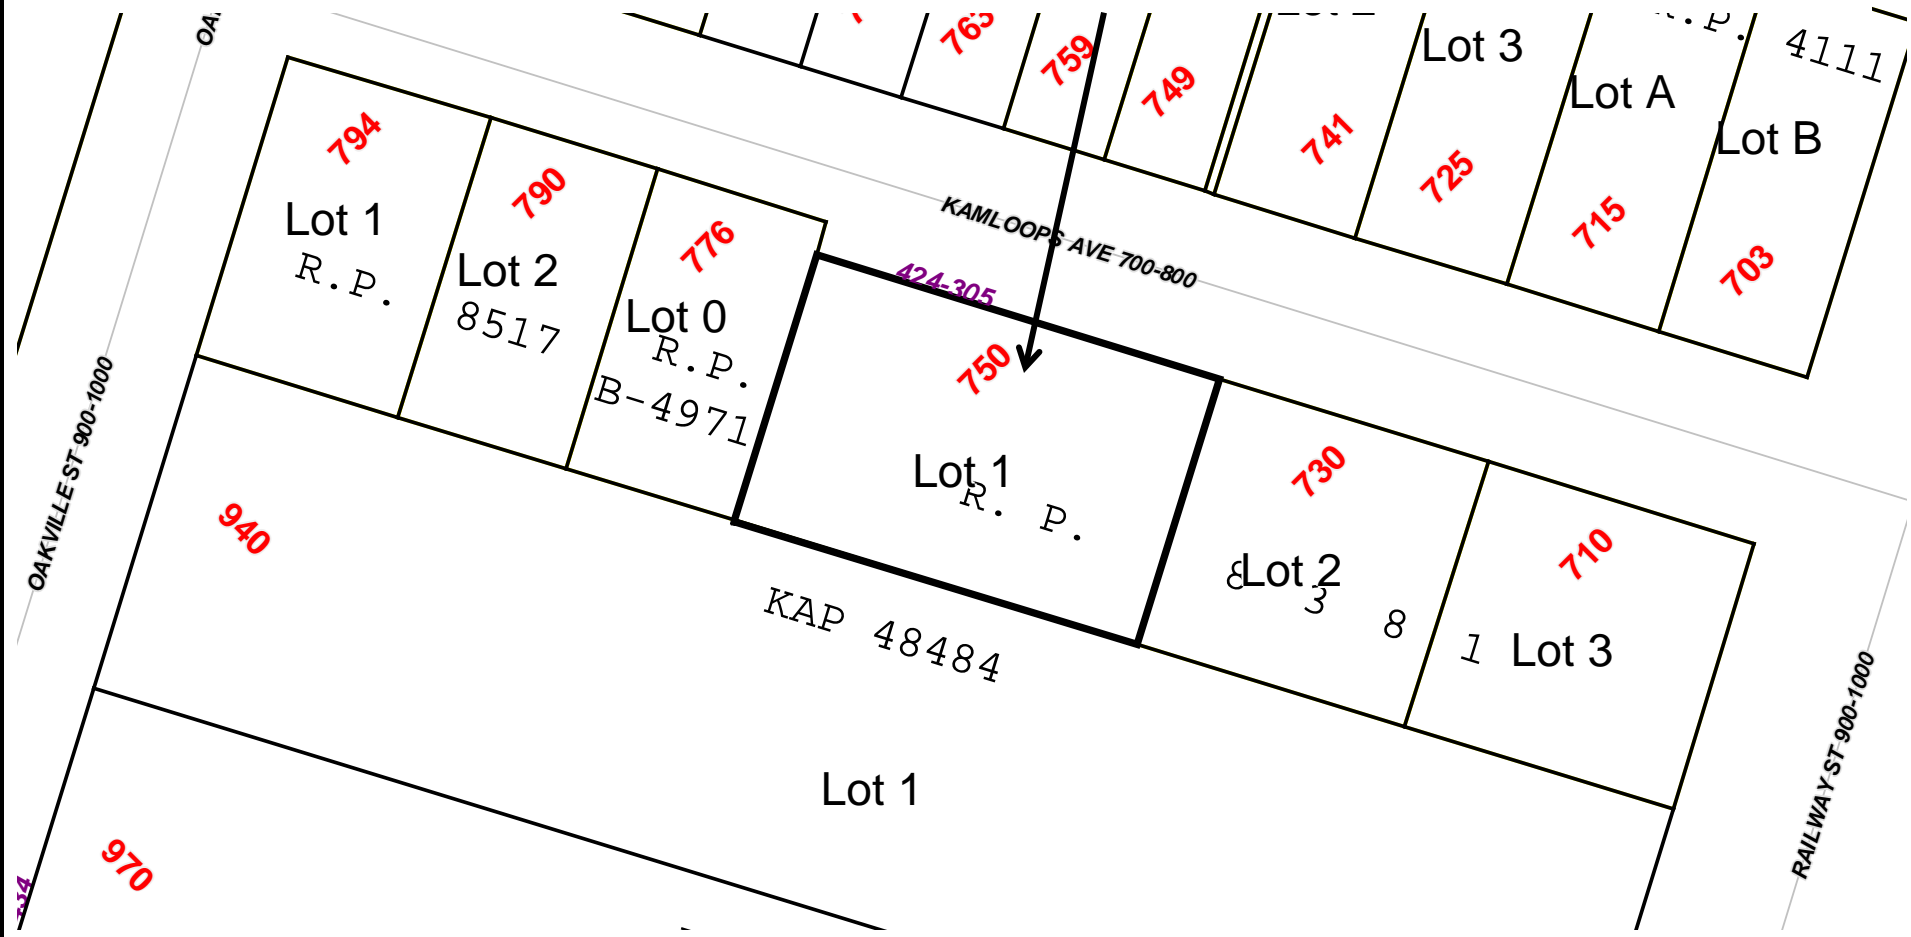 763
759
749
741
Lot 3
725
Lot A
715
R.P.
4111
Lot B
703
794
Lot 1
R.P.
790
Lot 2
8517
776
Lot 0
R.P.
B-4971
KAMLOOPS AVE 700-800
424-305
750
Lot 1
R. P.
730
Lot 2
8 3 8 1
710
Lot 3
OAKVILLE ST 900-1000
940
KAP 48484
Lot 1
970
RAILWAY ST 900-1000